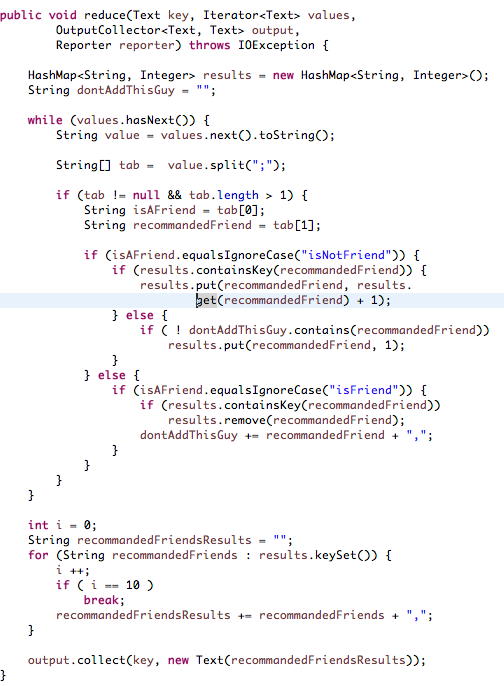 public void reduce(Text key, Iterator<Text> values,
        OutputCollector<Text, Text> output,
        Reporter reporter) throws IOException {

    HashMap<String, Integer> results = new HashMap<String, Integer>();
    String dontAddThisGuy = "";

    while (values.hasNext()) {
        String value = values.next().toString();

        String[] tab =  value.split(";");

        if (tab != null && tab.length > 1) {
            String isAFriend = tab[0];
            String recommandedFriend = tab[1];

            if (isAFriend.equalsIgnoreCase("isNotFriend")) {
                if (results.containsKey(recommandedFriend)) {
                    results.put(recommandedFriend, results.
                            get(recommandedFriend) + 1);
                } else {
                    if ( ! dontAddThisGuy.contains(recommandedFriend))
                        results.put(recommandedFriend, 1);
                }
            } else {
                if (isAFriend.equalsIgnoreCase("isFriend")) {
                    if (results.containsKey(recommandedFriend))
                        results.remove(recommandedFriend);
                    dontAddThisGuy += recommandedFriend + ",";
                }
            }
        }
    }

    int i = 0;
    String recommandedFriendsResults = "";
    for (String recommandedFriends : results.keySet()) {
        i ++;
        if ( i == 10 )
            break;
        recommandedFriendsResults += recommandedFriends + ",";
    }

    output.collect(key, new Text(recommandedFriendsResults));
}